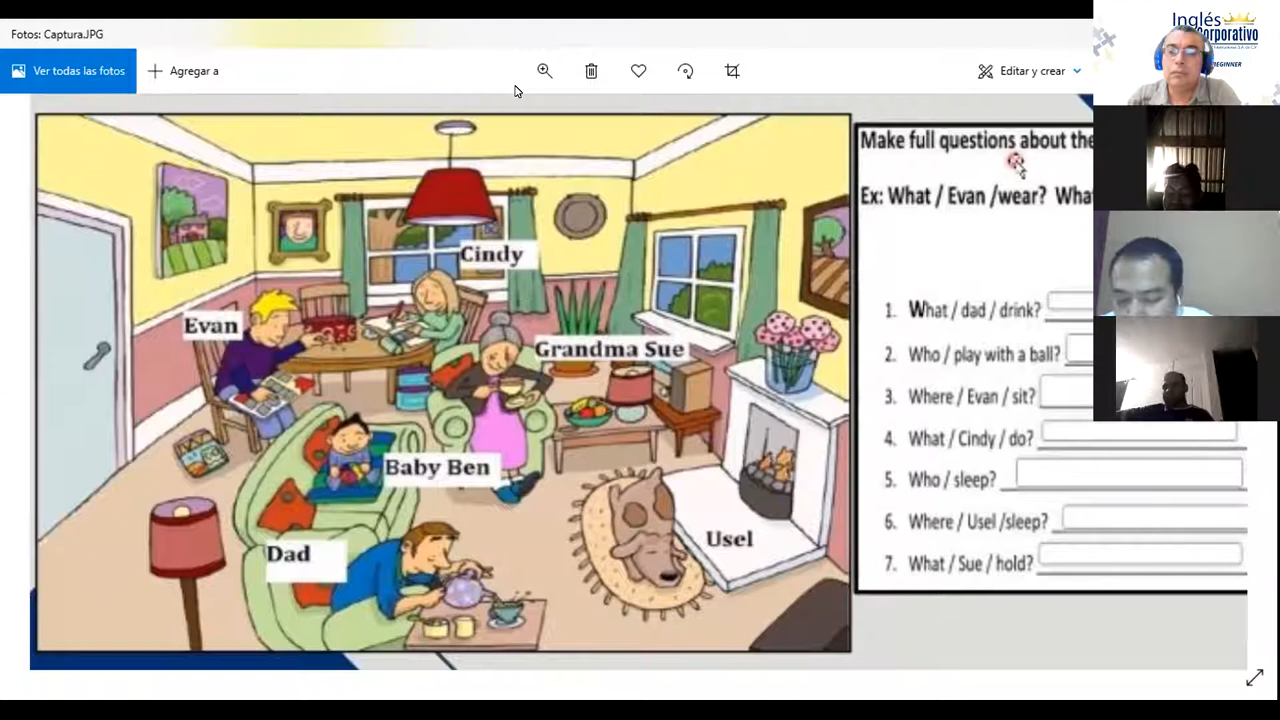 Fotos: Captura.JPG
Ver todas las fotos
Agregar a
Editar y crear
Inglés
Corporativo
BEGINNER
Cindy
Evan
Grandma Sue
Baby Ben
Dad
Usel
Make full questions about the
Ex: What / Evan /wear? What
1. What / dad / drink?
2. Who / play with a ball?
3. Where / Evan / sit?
4. What / Cindy / do?
5. Who / sleep?
6. Where / Usel /sleep?
7. What / Sue / hold?